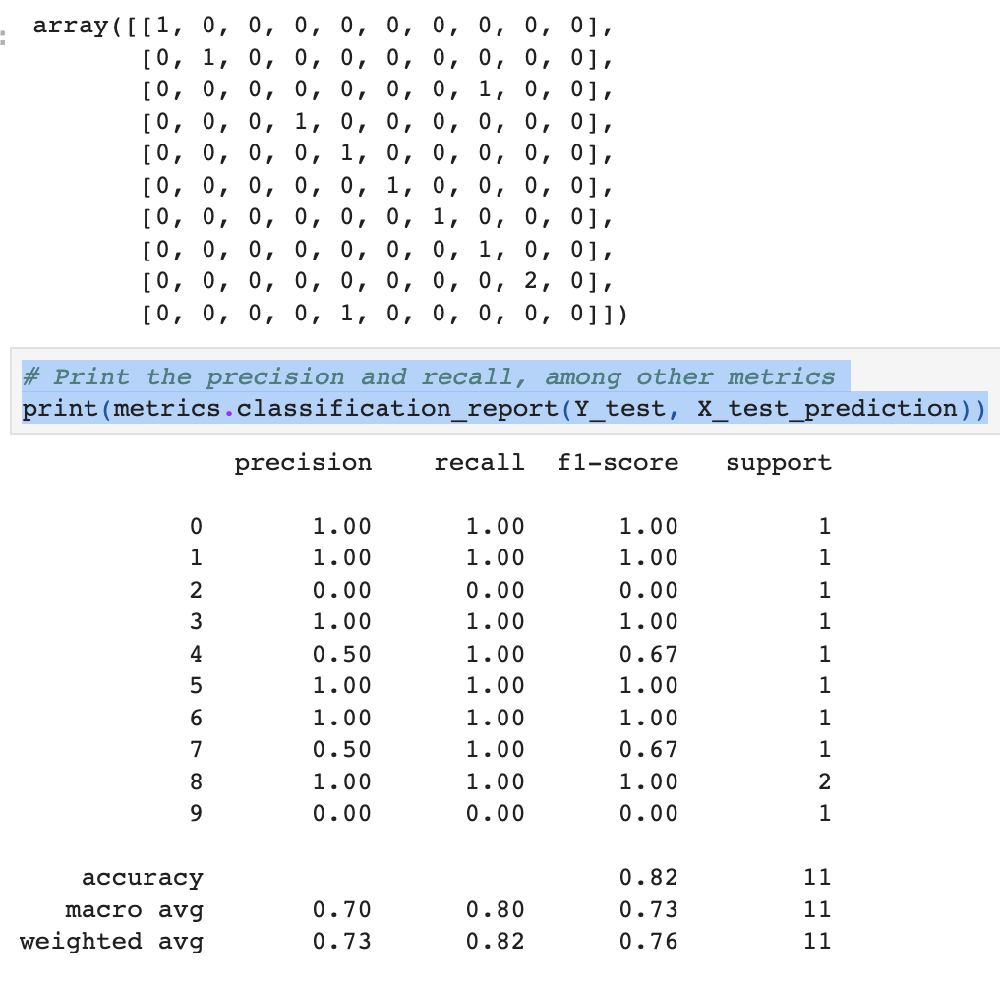 array([[1, 0, 0, 0, 0, 0, 0, 0, 0, 0],
[0, 1, 0, 0, 0, 0, 0, 0, 0, 0],
[0, 0, 0, 0, 0, 0, 0, 1, 0, 0],
[0, 0, 0, 1, 0, 0, 0, 0, 0, 0],
[0, 0, 0, 0, 1, 0, 0, 0, 0, 0],
[0, 0, 0, 0, 0, 1, 0, 0, 0, 0],
[0, 0, 0, 0, 0, 0, 1, 0, 0, 0],
[0, 0, 0, 0, 0, 0, 0, 1, 0, 0],
[0, 0, 0, 0, 0, 0, 0, 0, 2, 0],
[0, 0, 0, 0, 1, 0, 0, 0, 0, 0]])
# Print the precision and recall, among other metrics
print(metrics.classification_report(Y_test, X_test_prediction))
precision recall f1-score support
0 1.00 1.00 1.00 1
1 1.00 1.00 1.00 1
2 0.00 0.00 0.00 1
3 1.00 1.00 1.00 1
4 0.50 1.00 0.67 1
5 1.00 1.00 1.00 1
6 1.00 1.00 1.00 1
7 0.50 1.00 0.67 1
8 1.00 1.00 1.00 2
9 0.00 0.00 0.00 1
accuracy 0.82 11
macro avg 0.70 0.80 0.73 11
weighted avg 0.73 0.82 0.76 11